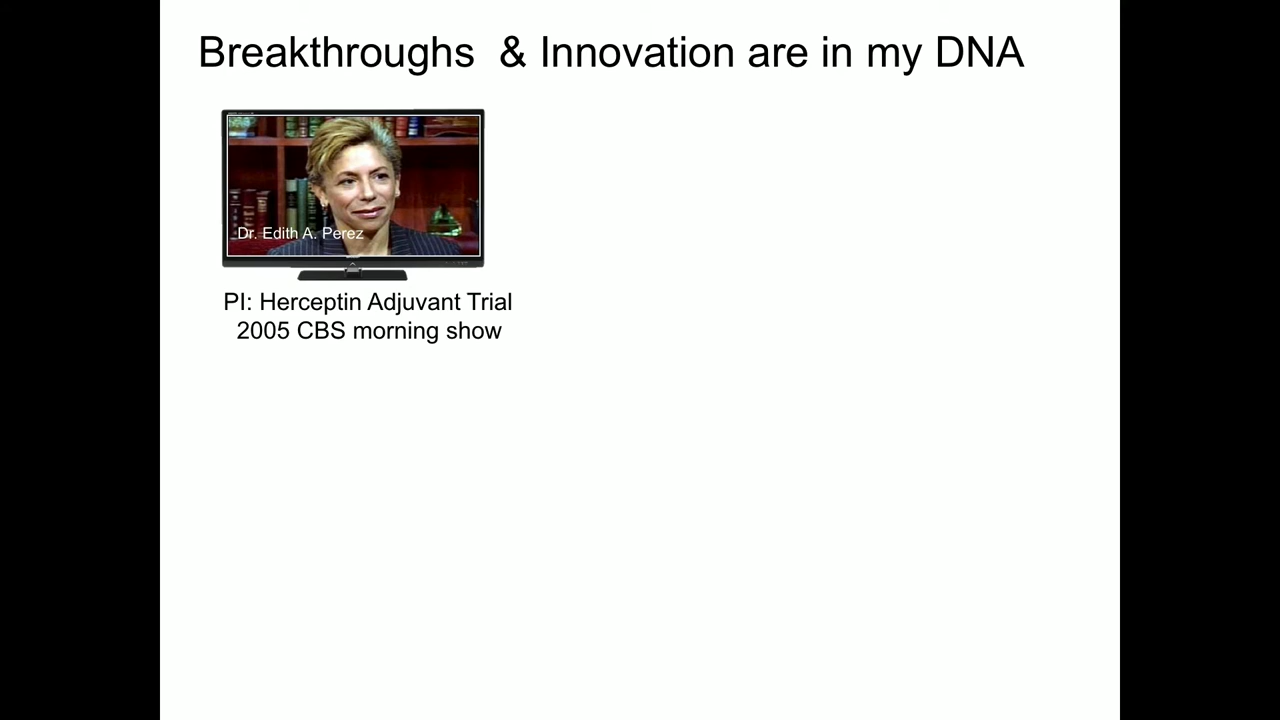 Breakthroughs  & Innovation are in my DNA
Dr. Edith A. Perez
PI: Herceptin Adjuvant Trial
2005 CBS morning show